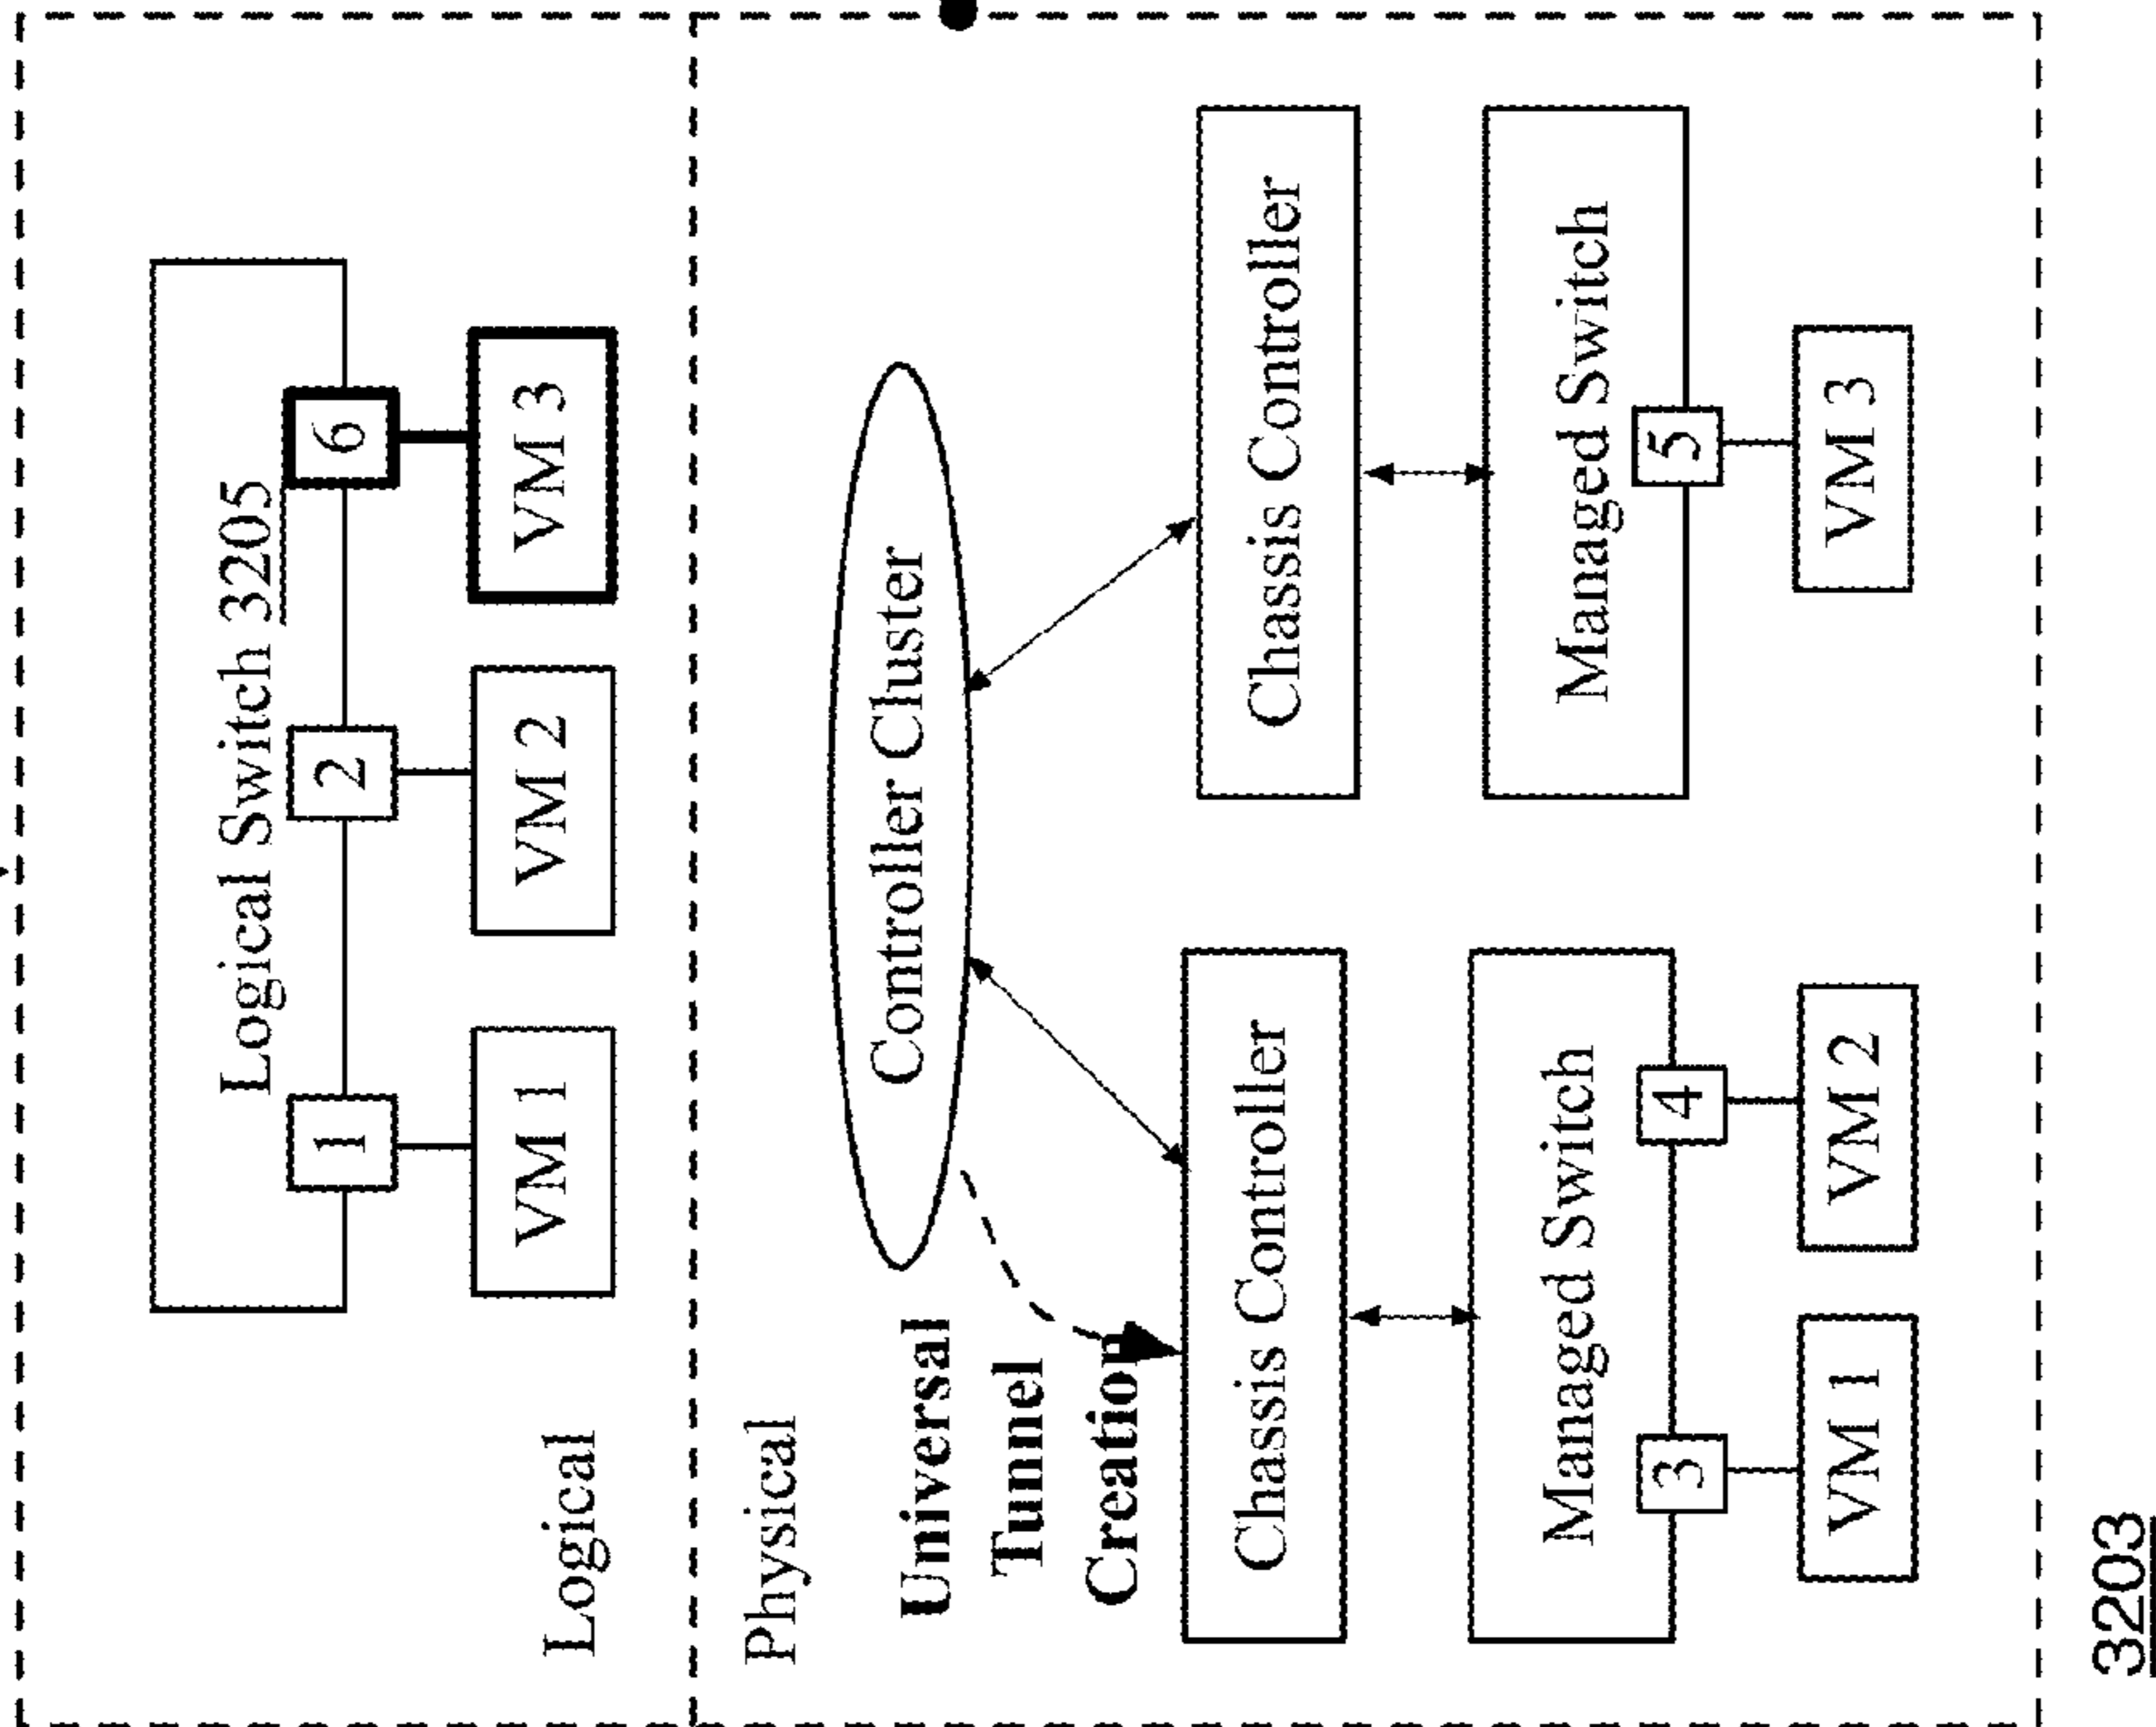 Logical Switch 3205
1
2
6
VM 1
VM 2
VM 3
Logical
Physical
Controller Cluster
Universal
Tunnel
Creation
Chassis Controller
Chassis Controller
Managed Switch
Managed Switch
3
4
5
VM 1
VM 2
VM 3
3203